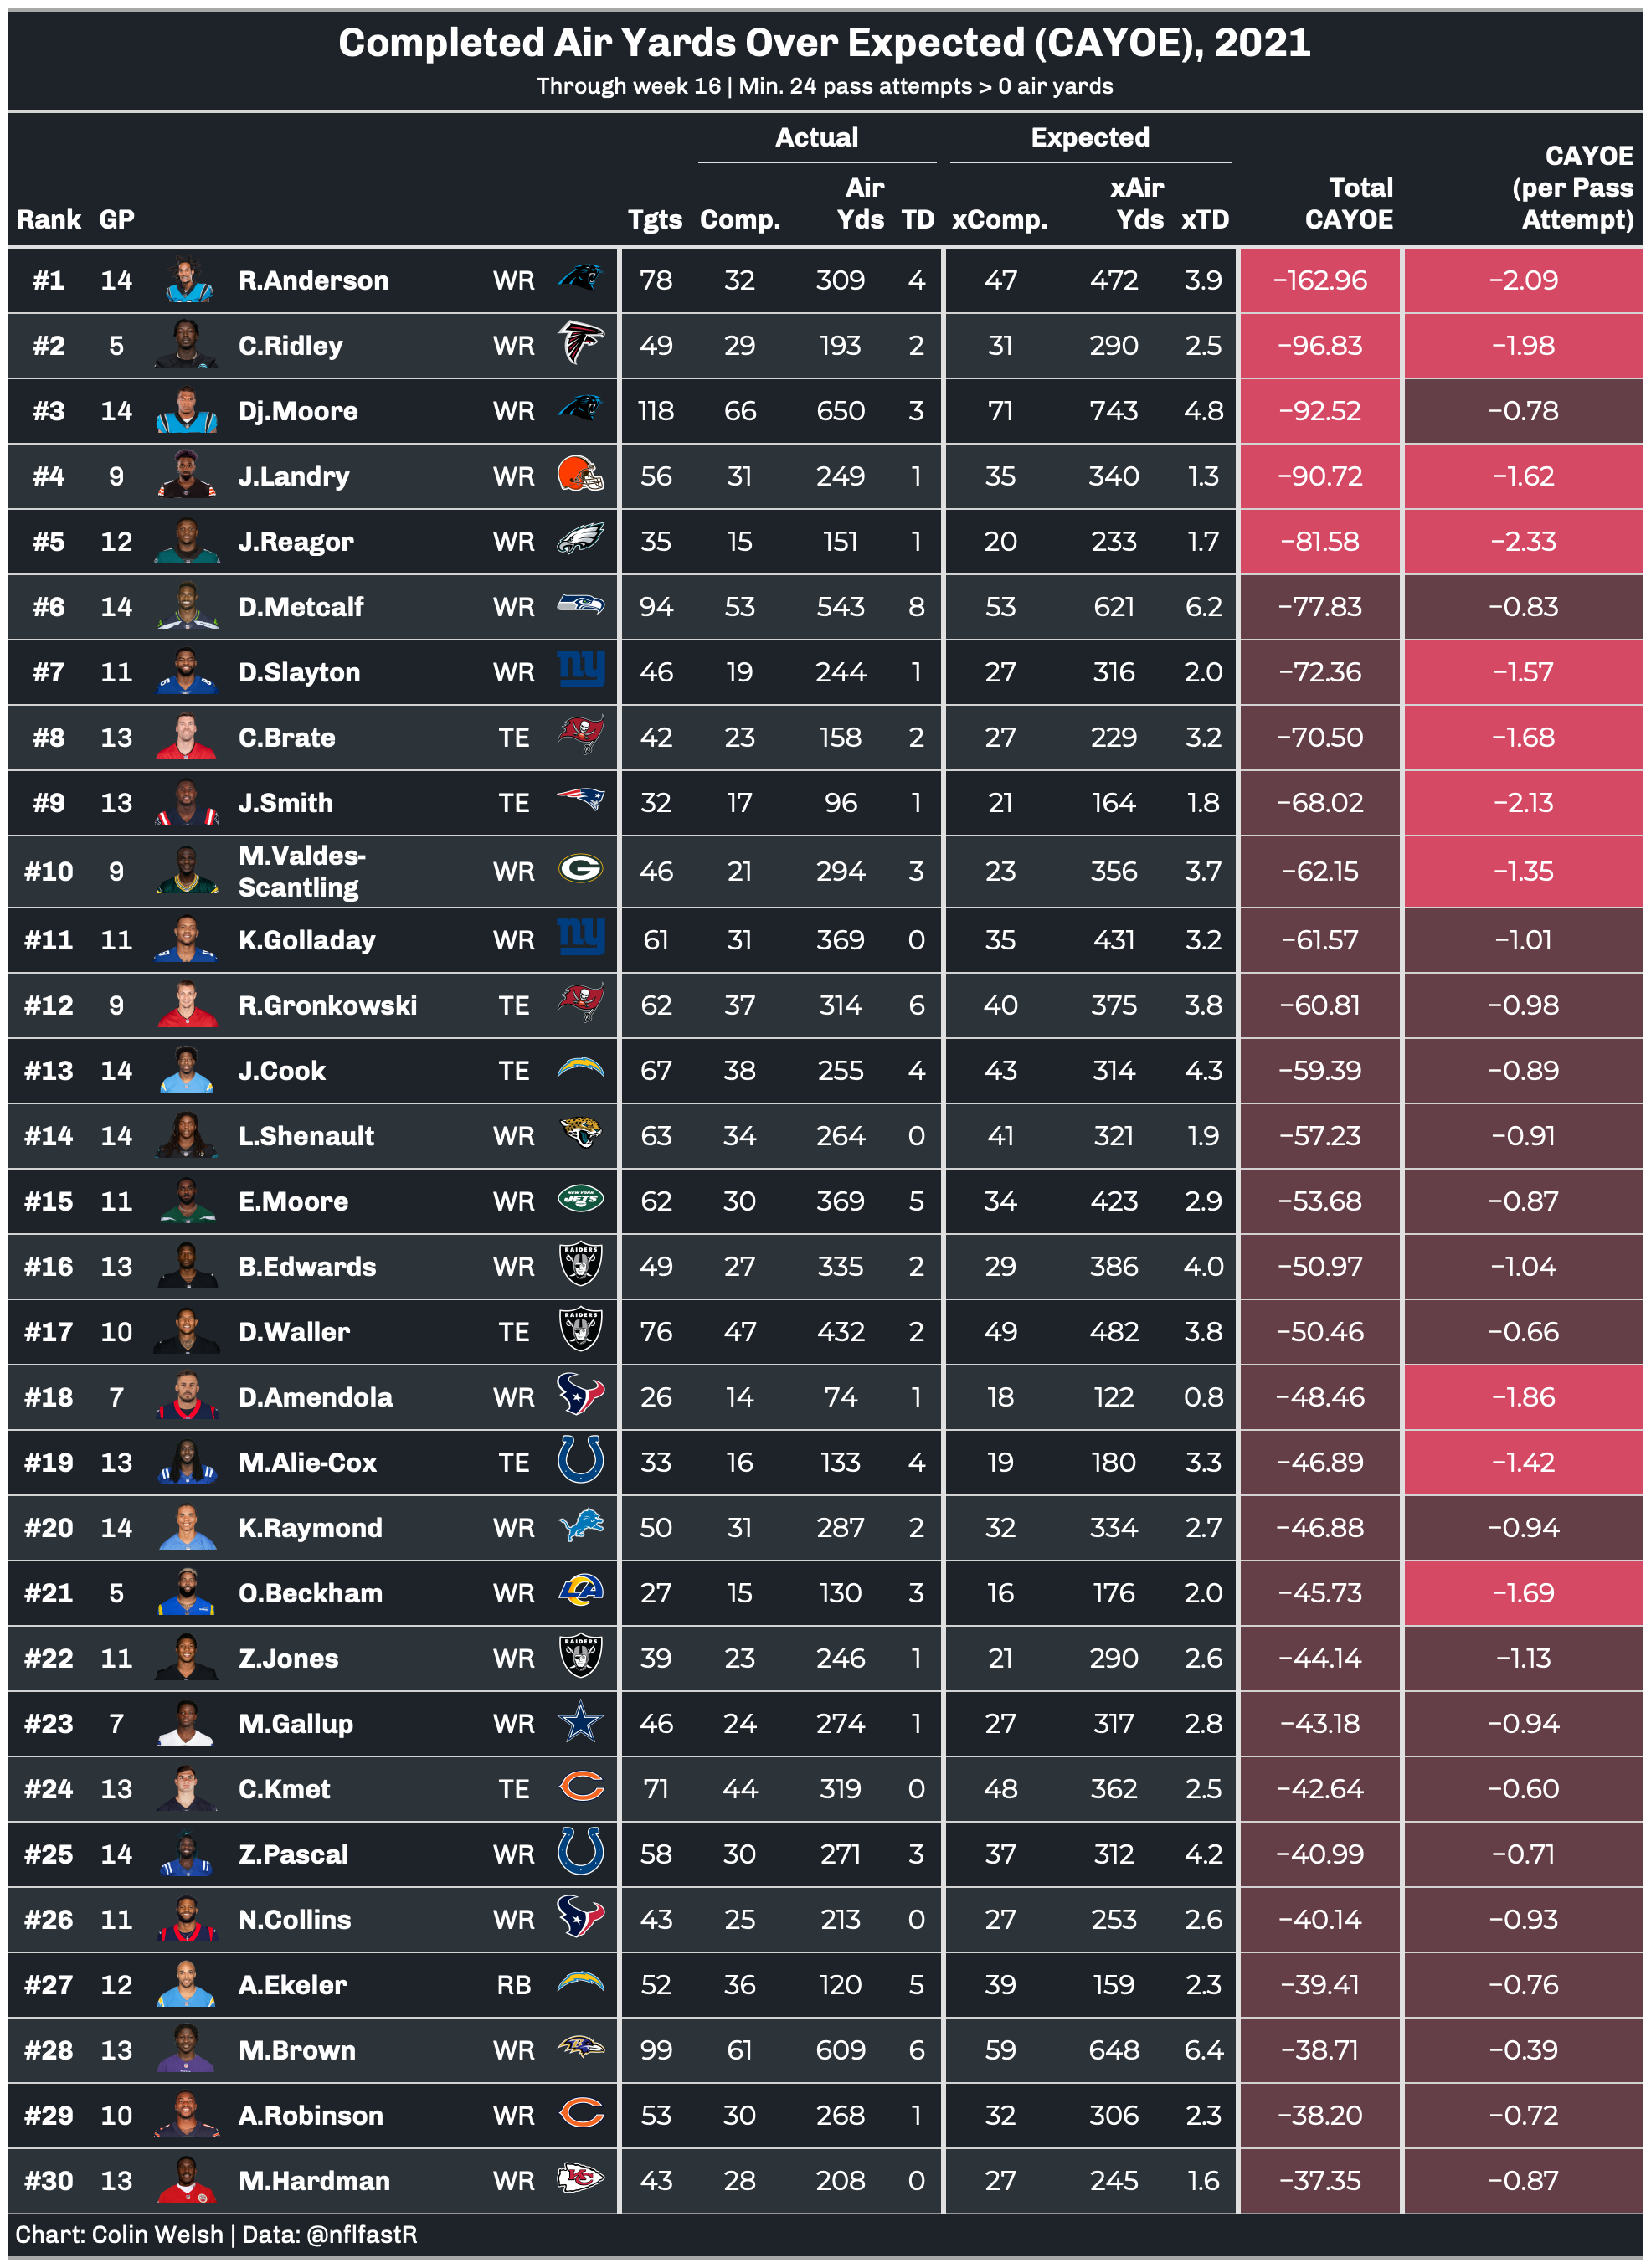 Completed Air Yards Over Expected (CAYOE), 2021
Through week 16 | Min. 24 pass attempts > 0 air yards
Actual Expected
Rank GP Tgts Comp. Air Yds TD xComp. xAir Yds xTD Total CAYOE CAYOE (per Pass Attempt)
#1 14 R.Anderson WR 78 32 309 4 47 472 3.9 −162.96 −2.09
#2 5 C.Ridley WR 49 29 193 2 31 290 2.5 −96.83 −1.98
#3 14 Dj.Moore WR 118 66 650 3 71 743 4.8 −92.52 −0.78
#4 9 J.Landry WR 56 31 249 1 35 340 1.3 −90.72 −1.62
#5 12 J.Reagor WR 35 15 151 1 20 233 1.7 −81.58 −2.33
#6 14 D.Metcalf WR 94 53 543 8 53 621 6.2 −77.83 −0.83
#7 11 D.Slayton WR ny 46 19 244 1 27 316 2.0 −72.36 −1.57
#8 13 C.Brate TE 42 23 158 2 27 229 3.2 −70.50 −1.68
#9 13 J.Smith TE 32 17 96 1 21 164 1.8 −68.02 −2.13
#10 9 M.Valdes-Scantling WR G 46 21 294 3 23 356 3.7 −62.15 −1.35
#11 11 K.Golladay WR ny 61 31 369 0 35 431 3.2 −61.57 −1.01
#12 9 R.Gronkowski TE 62 37 314 6 40 375 3.8 −60.81 −0.98
#13 14 J.Cook TE 67 38 255 4 43 314 4.3 −59.39 −0.89
#14 14 L.Shenault WR 63 34 264 0 41 321 1.9 −57.23 −0.91
#15 11 E.Moore WR NEW YORK JETS 62 30 369 5 34 423 2.9 −53.68 −0.87
#16 13 B.Edwards WR RAIDERS 49 27 335 2 29 386 4.0 −50.97 −1.04
#17 10 D.Waller TE RAIDERS 76 47 432 2 49 482 3.8 −50.46 −0.66
#18 7 D.Amendola WR 26 14 74 1 18 122 0.8 −48.46 −1.86
#19 13 M.Alie-Cox TE 33 16 133 4 19 180 3.3 −46.89 −1.42
#20 14 K.Raymond WR 50 31 287 2 32 334 2.7 −46.88 −0.94
#21 5 O.Beckham WR LA 27 15 130 3 16 176 2.0 −45.73 −1.69
#22 11 Z.Jones WR RAIDERS 39 23 246 1 21 290 2.6 −44.14 −1.13
#23 7 M.Gallup WR 46 24 274 1 27 317 2.8 −43.18 −0.94
#24 13 C.Kmet TE C 71 44 319 0 48 362 2.5 −42.64 −0.60
#25 14 Z.Pascal WR 58 30 271 3 37 312 4.2 −40.99 −0.71
#26 11 N.Collins WR 43 25 213 0 27 253 2.6 −40.14 −0.93
#27 12 A.Ekeler RB 52 36 120 5 39 159 2.3 −39.41 −0.76
#28 13 M.Brown WR B 99 61 609 6 59 648 6.4 −38.71 −0.39
#29 10 A.Robinson WR C 53 30 268 1 32 306 2.3 −38.20 −0.72
#30 13 M.Hardman WR KC 43 28 208 0 27 245 1.6 −37.35 −0.87
Chart: Colin Welsh | Data: @nflfastR